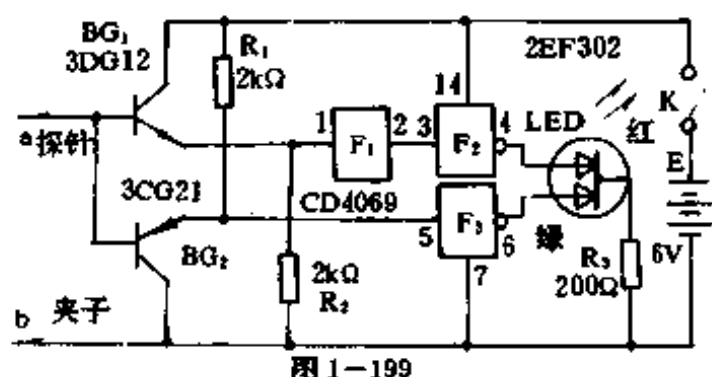 BG₁
3DG12
R₁
2kΩ
14
2EF302
a 探针
1 F₁ 2 3 F₂ 4
LED
红
K
3CG21
CD4069
E
5 F₃ 6
绿
BG₂
2kΩ
R₂
7
R₃
200Ω
6V
b 夹子
图 1-199